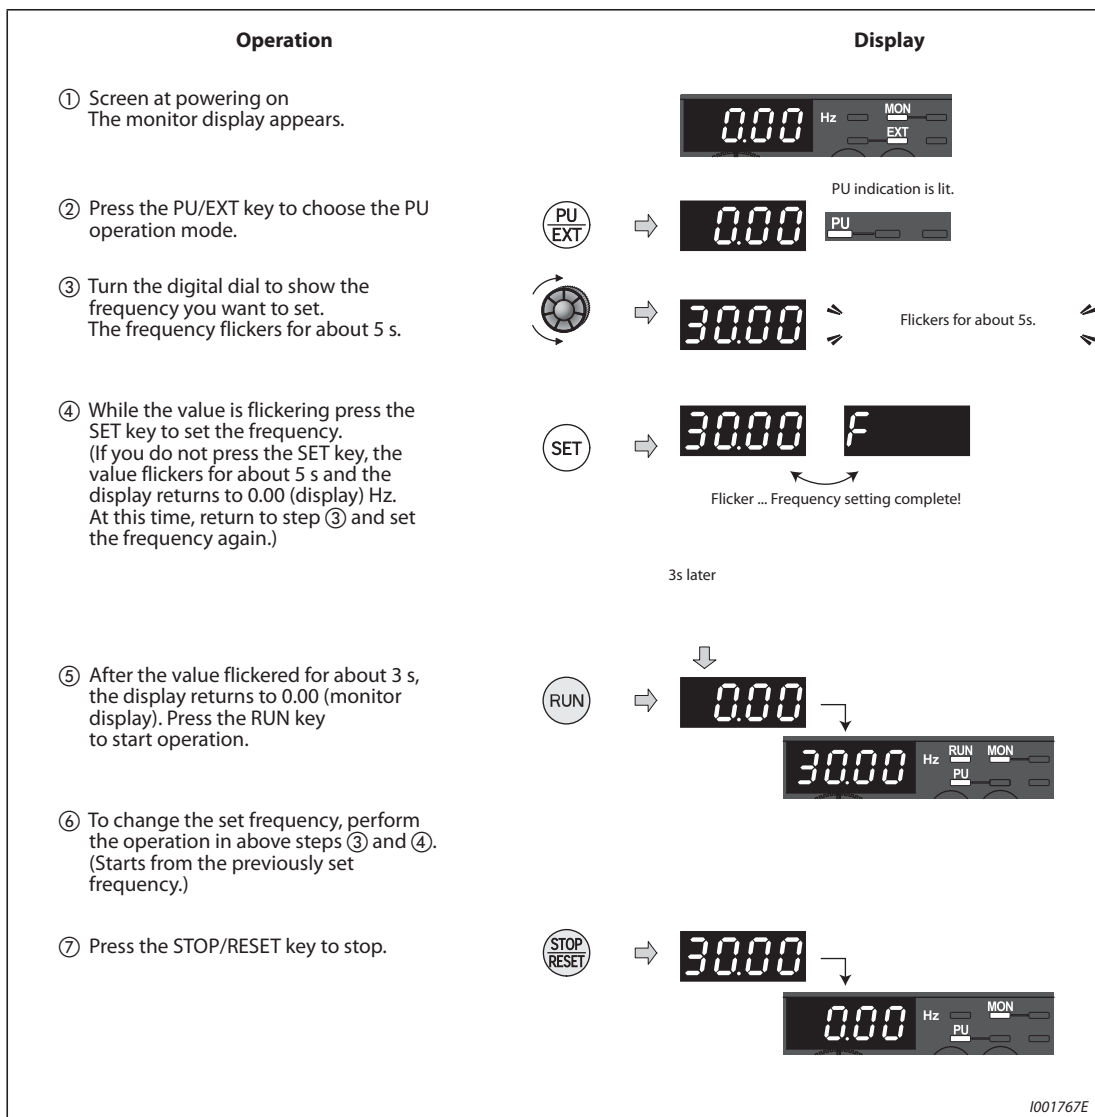 Operation
Display
① Screen at powering on
The monitor display appears.
0.00
Hz
MON
EXT
② Press the PU/EXT key to choose the PU
operation mode.
PU
EXT
0.00
PU indication is lit.
PU
③ Turn the digital dial to show the
frequency you want to set.
The frequency flickers for about 5 s.
30.00
Flickers for about 5s.
④ While the value is flickering press the
SET key to set the frequency.
(If you do not press the SET key, the
value flickers for about 5 s and the
display returns to 0.00 (display) Hz.
At this time, return to step ③ and set
the frequency again.)
SET
30.00
F
Flicker ... Frequency setting complete!
3s later
⑤ After the value flickered for about 3 s,
the display returns to 0.00 (monitor
display). Press the RUN key
to start operation.
RUN
0.00
30.00
Hz
RUN MON
PU
⑥ To change the set frequency, perform
the operation in above steps ③ and ④.
(Starts from the previously set
frequency.)
⑦ Press the STOP/RESET key to stop.
STOP
RESET
30.00
0.00
Hz
MON
PU
I001767E